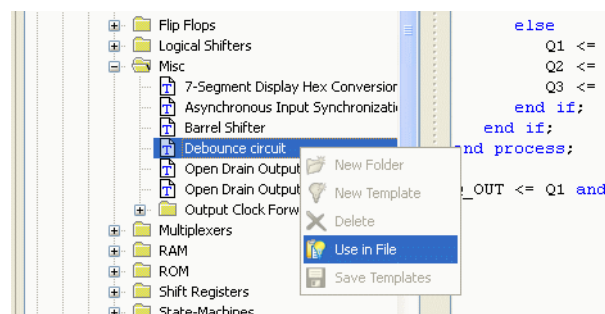 Flip Flops
Logical Shifters
Misc
7-Segment Display Hex Conversion
Asynchronous Input Synchronizati
Barrel Shifter
Debounce circuit
Open Drain Output
Open Drain Output
Output Clock Forw
Multiplexers
RAM
ROM
Shift Registers
State-Machines
New Folder
New Template
Delete
Use in File
Save Templates
else
Q1 <=
Q2 <=
Q3 <=
end if;
end if;
end process;
_OUT <= Q1 and